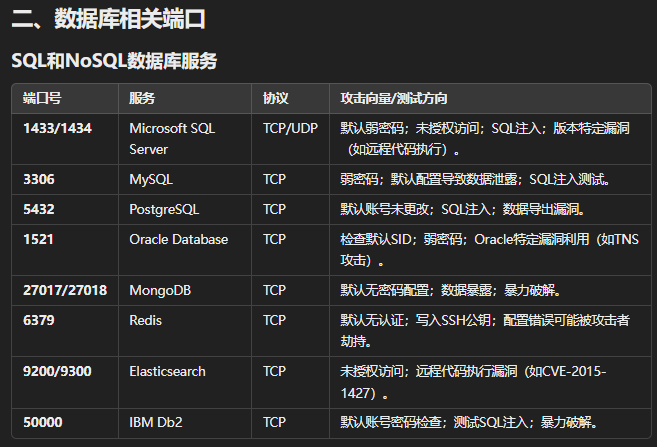 二、数据库相关端口
SQL和NoSQL数据库服务
端口号 服务 协议 攻击向量/测试方向
1433/1434 Microsoft SQL Server TCP/UDP 默认弱密码；未授权访问；SQL注入；版本特定漏洞（如远程代码执行）。
3306 MySQL TCP 弱密码；默认配置导致数据泄露；SQL注入测试。
5432 PostgreSQL TCP 默认账号未更改；SQL注入；数据导出漏洞。
1521 Oracle Database TCP 检查默认SID；弱密码；Oracle特定漏洞利用（如TNS攻击）。
27017/27018 MongoDB TCP 默认无密码配置；数据暴露；暴力破解。
6379 Redis TCP 默认无认证；写入SSH公钥；配置错误可能被攻击者劫持。
9200/9300 Elasticsearch TCP 未授权访问；远程代码执行漏洞（如CVE-2015-1427）。
50000 IBM Db2 TCP 默认账号密码检查；测试SQL注入；暴力破解。